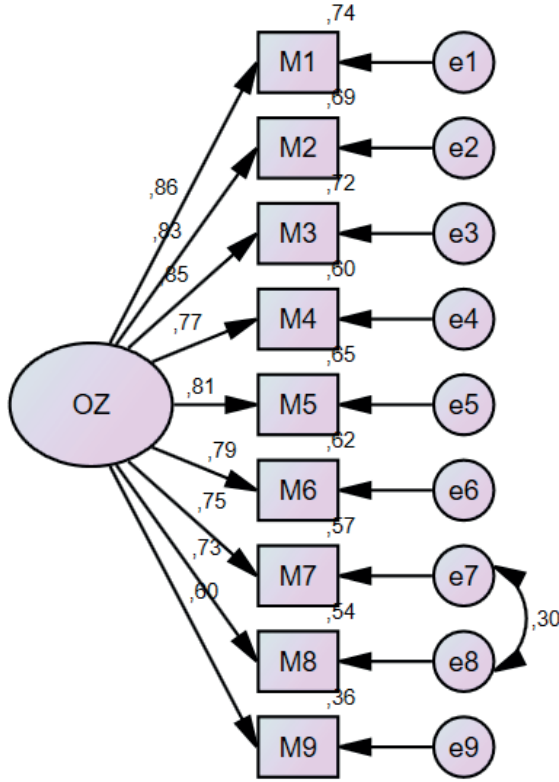 ,74
M1
e1
,69
,86
M2
e2
,72
,83
M3
e3
,85
,60
,77
M4
e4
,65
OZ
,81
M5
e5
,62
,79
M6
e6
,75
,57
,73
M7
e7
,60
,54
,30
M8
e8
,36
M9
e9